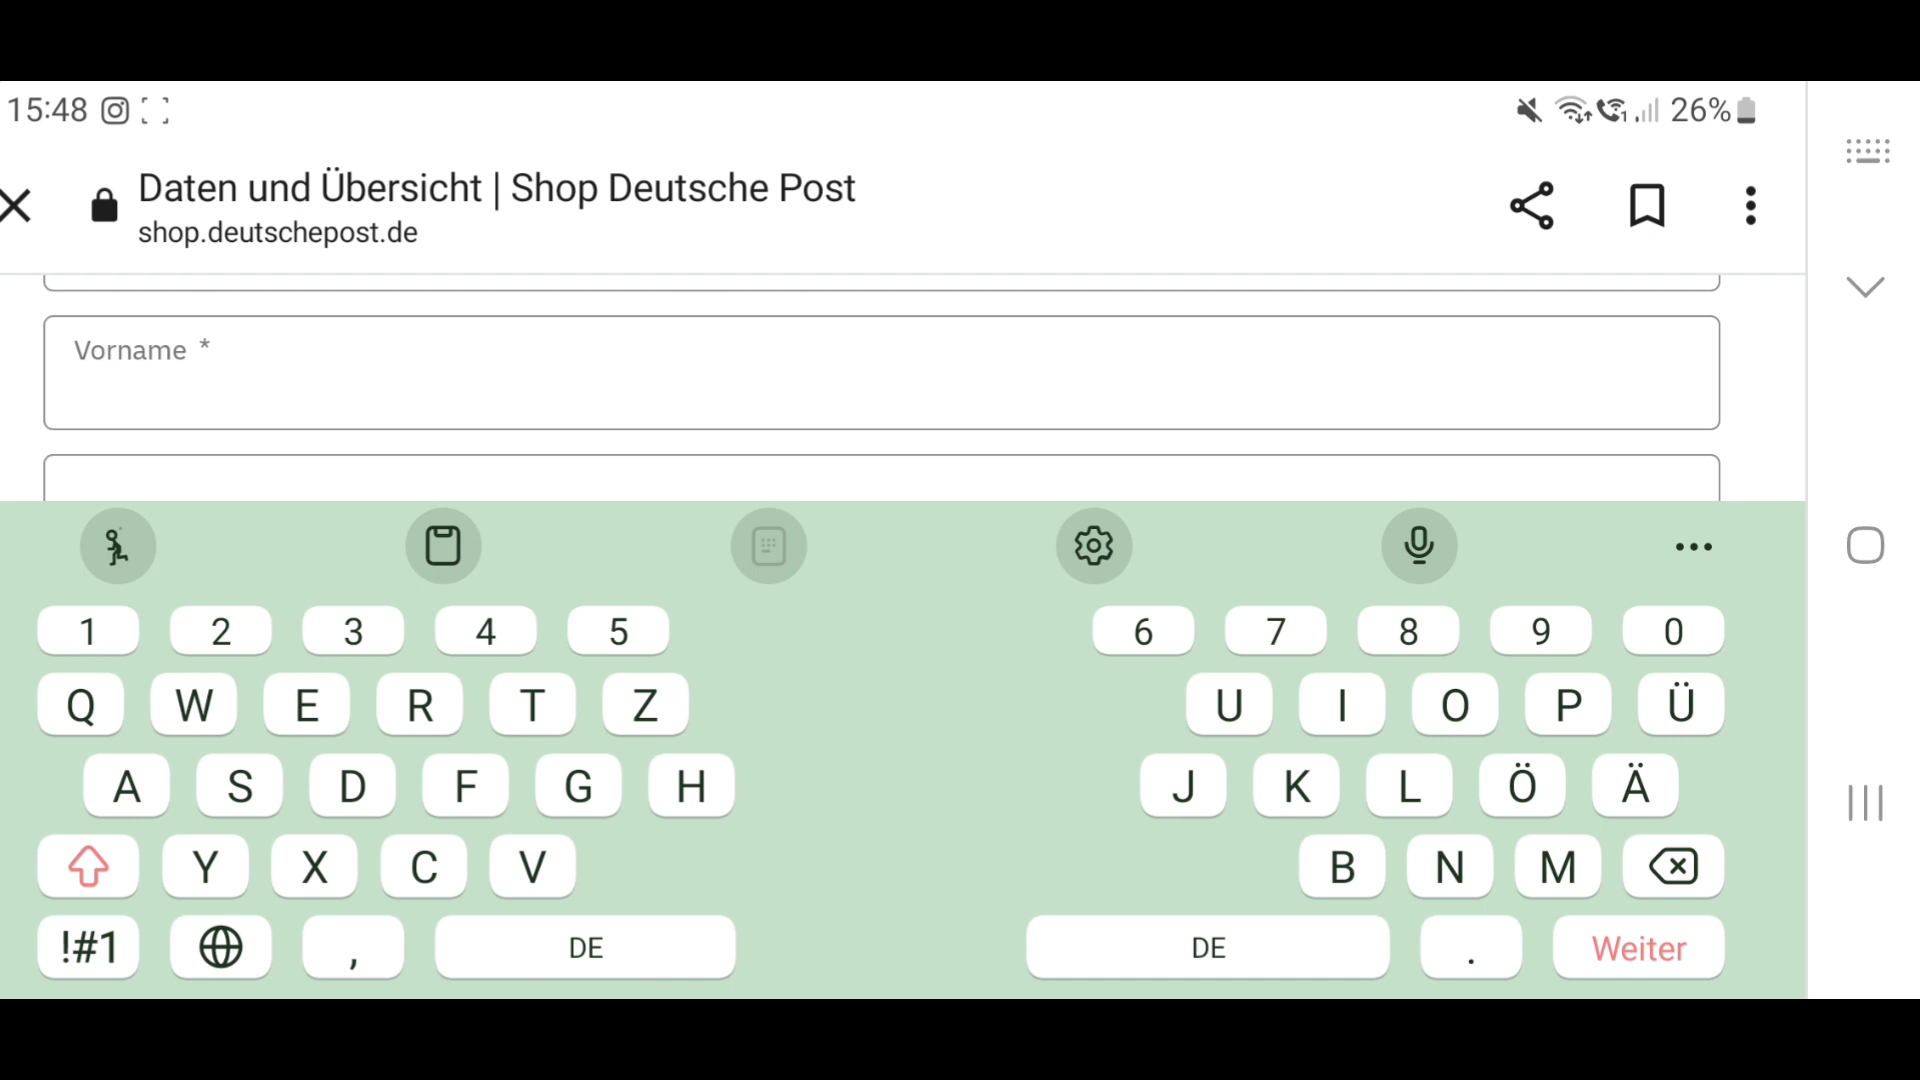 15:48
26%
Daten und Übersicht | Shop Deutsche Post
shop.deutschepost.de
Vorname *
1 2 3 4 5 6 7 8 9 0
Q W E R T Z U I O P Ü
A S D F G H J K L Ö Ä
Y X C V B N M
!#1 , DE DE . Weiter